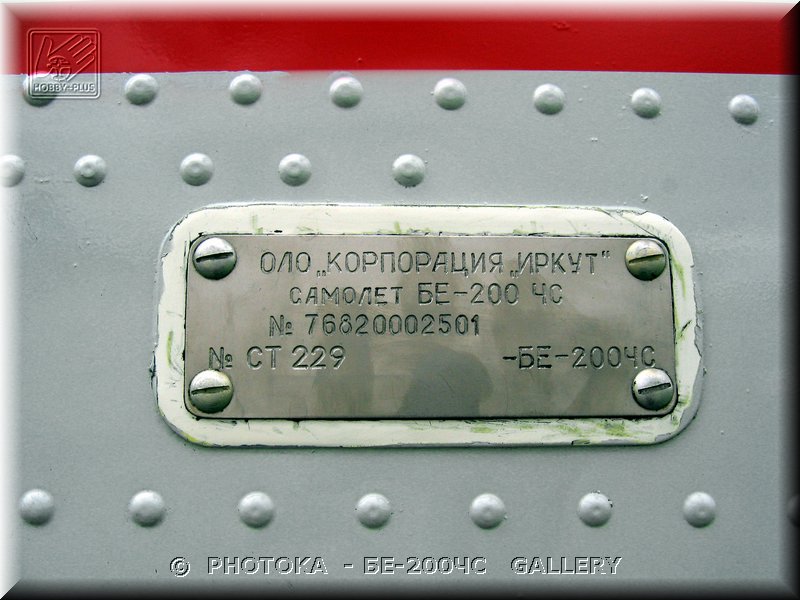 HOBBY-PLUS
ОЛО „КОРПОРАЦИЯ „ИРКУТ"
САМОЛЕТ БЕ-200 ЧС
№ 76820002501
№ СТ 229 -БЕ-200ЧС
© PHOTOKA - БЕ-200ЧС GALLERY